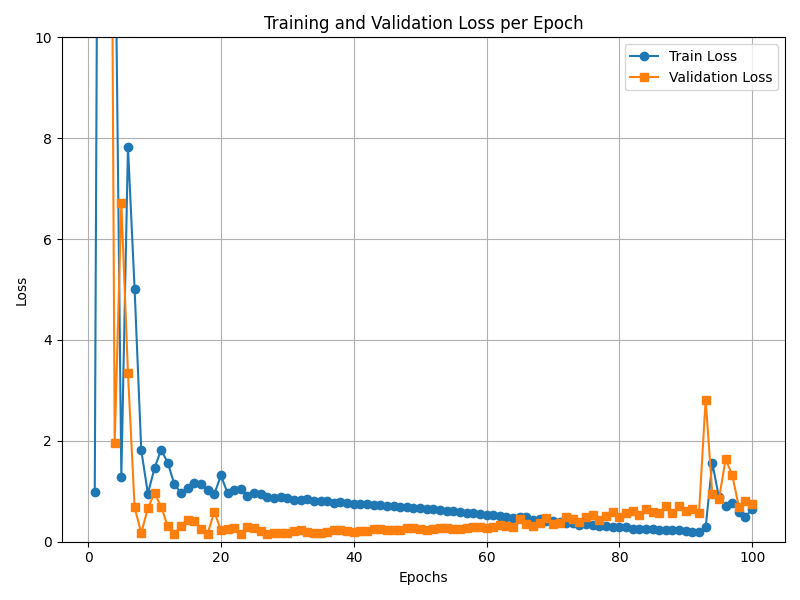 Training and Validation Loss per Epoch
Train Loss
Validation Loss
Loss
10
8
6
4
2
0
0 20 40 60 80 100
Epochs